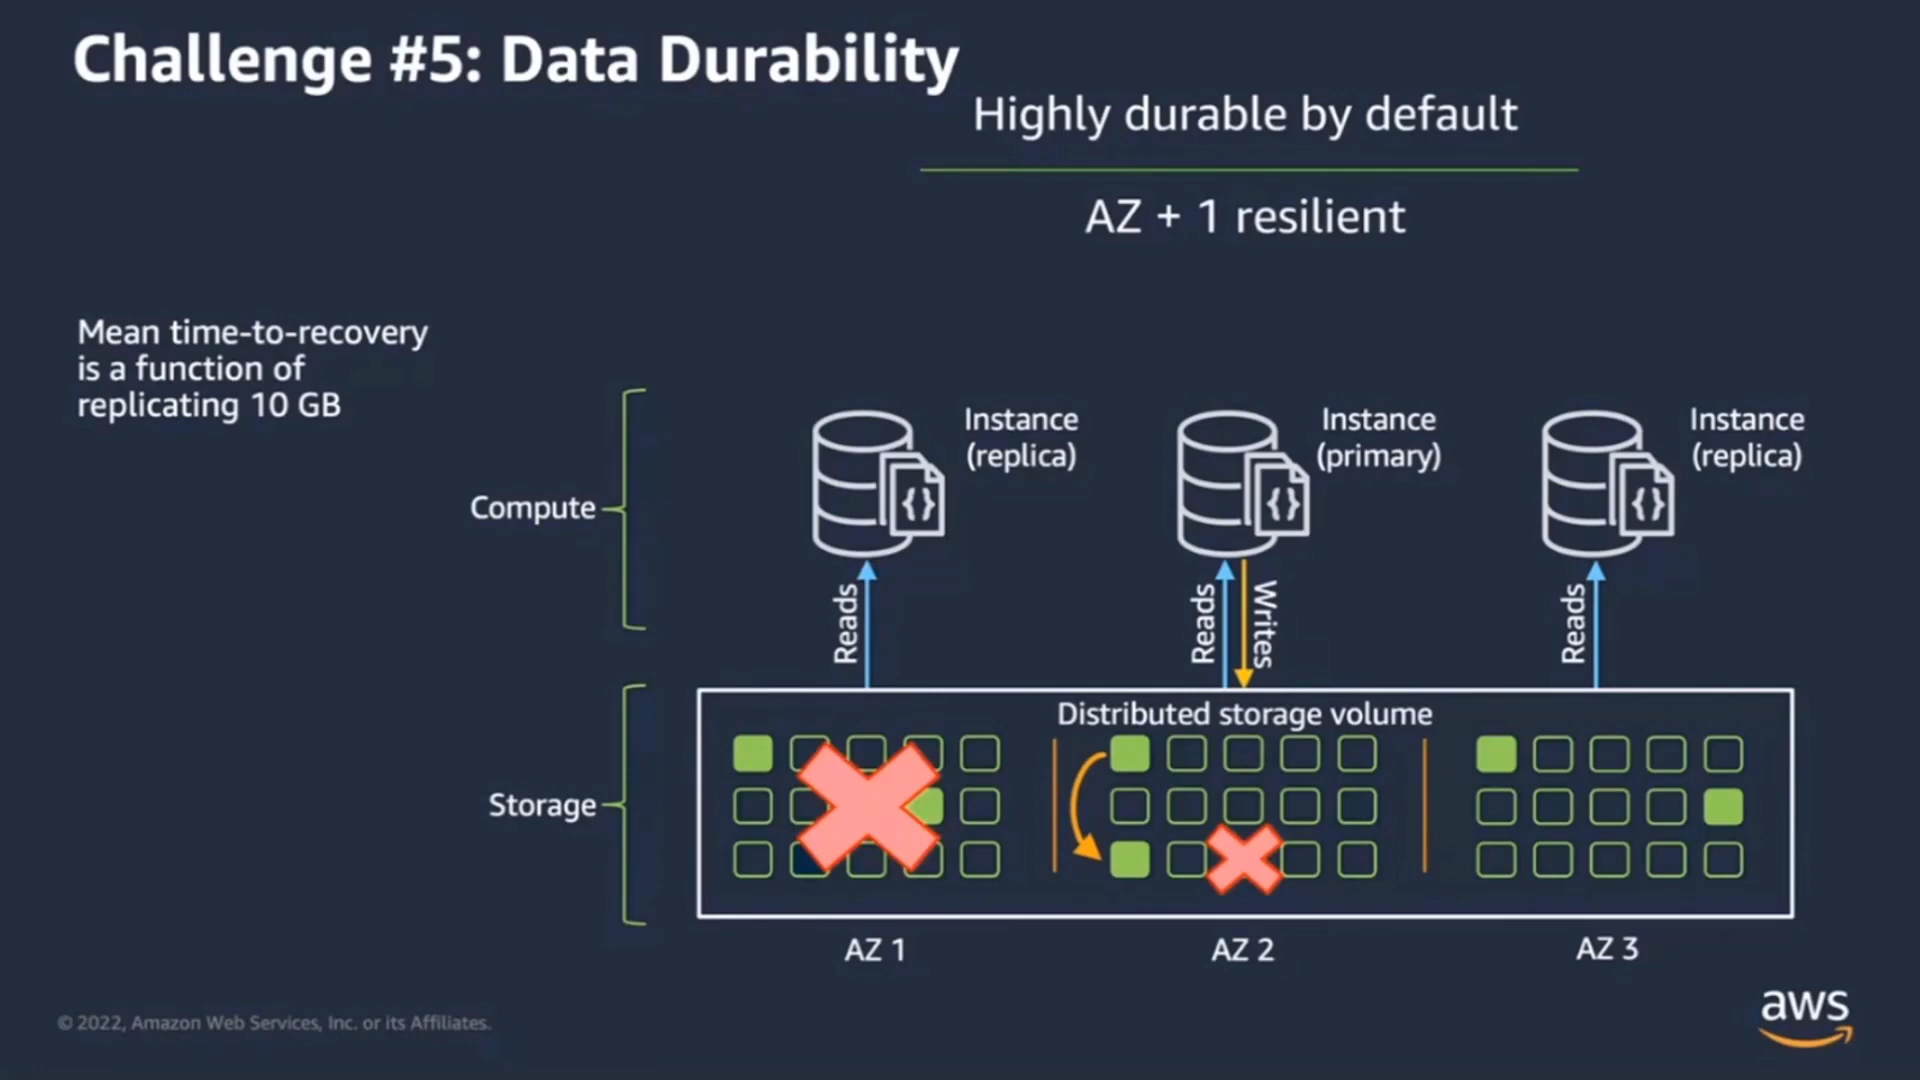 Challenge #5: Data Durability
Highly durable by default
AZ + 1 resilient
Mean time-to-recovery
is a function of
replicating 10 GB
Compute
Instance
(replica)
Instance
(primary)
Instance
(replica)
{}
{}
{}
Reads
Reads
Writes
Reads
Storage
Distributed storage volume
AZ 1
AZ 2
AZ 3
© 2022, Amazon Web Services, Inc. or its Affiliates.
aws